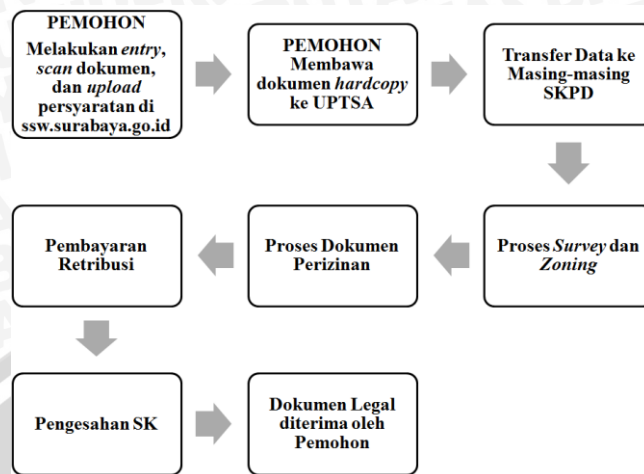 PEMOHON
Melakukan entry,
scan dokumen,
dan upload
persyaratan di
ssw.surabaya.go.id
PEMOHON
Membawa
dokumen hardcopy
ke UPTSA
Transfer Data ke
Masing-masing
SKPD
Proses Survey dan
Zoning
Proses Dokumen
Perizinan
Pembayaran
Retribusi
Pengesahan SK
Dokumen Legal
diterima oleh
Pemohon